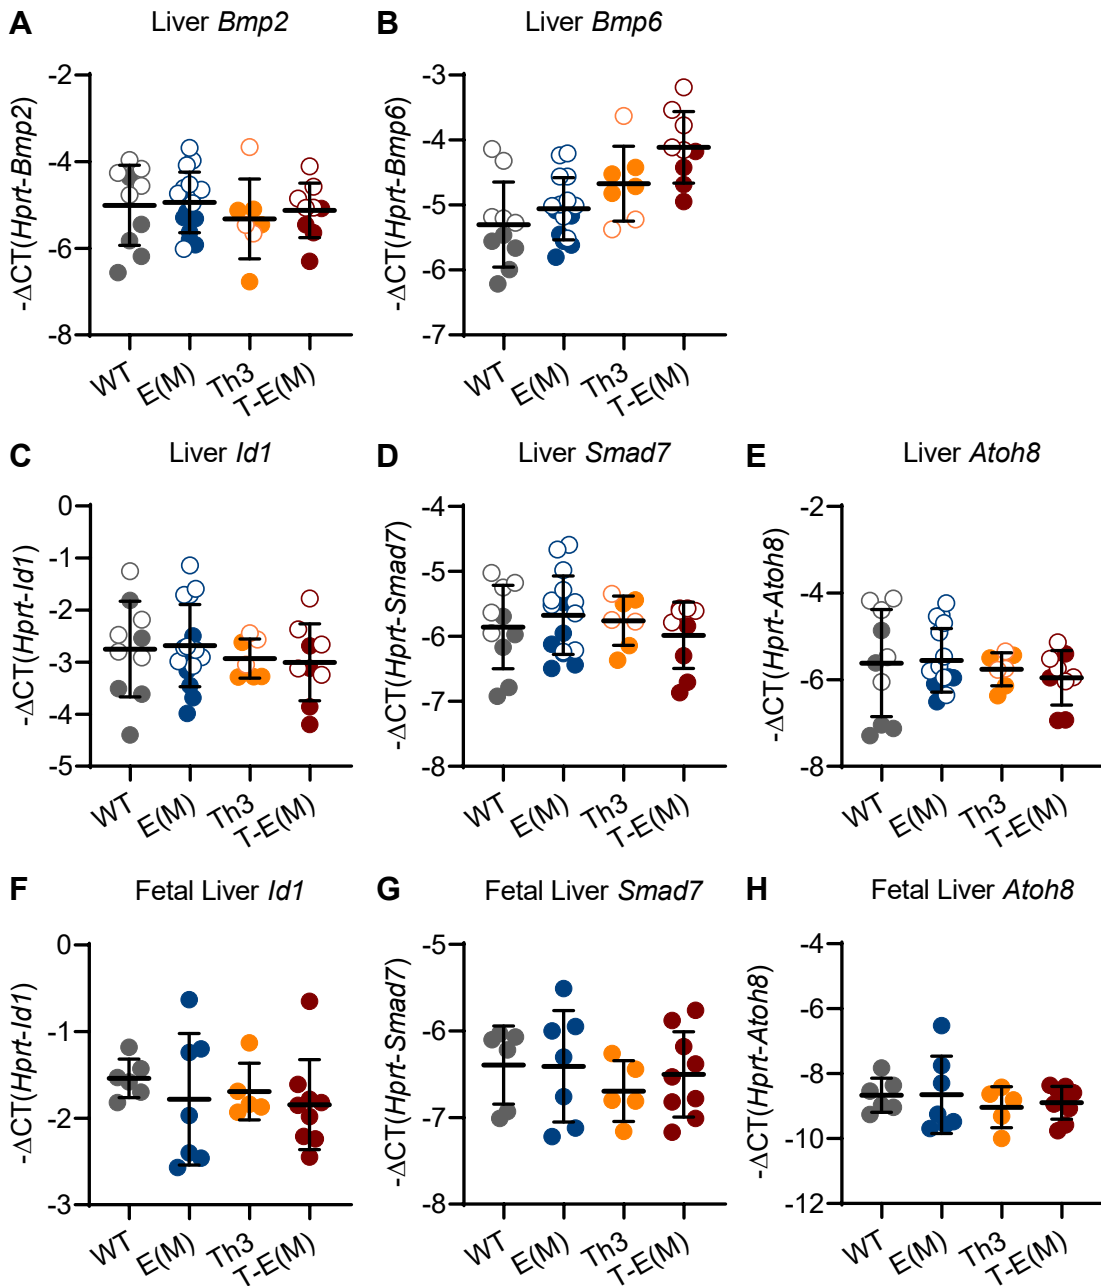 A Liver Bmp2
-ΔCT(Hprt-Bmp2)
-2
-4
-6
-8
WT E(M) Th3 T-E(M)
B Liver Bmp6
-ΔCT(Hprt-Bmp6)
-3
-4
-5
-6
-7
WT E(M) Th3 T-E(M)
C Liver Id1
-ΔCT(Hprt-Id1)
0
-1
-2
-3
-4
-5
WT E(M) Th3 T-E(M)
D Liver Smad7
-ΔCT(Hprt-Smad7)
-4
-5
-6
-7
-8
WT E(M) Th3 T-E(M)
E Liver Atoh8
-ΔCT(Hprt-Atoh8)
-2
-4
-6
-8
WT E(M) Th3 T-E(M)
F Fetal Liver Id1
-ΔCT(Hprt-Id1)
0
-1
-2
-3
WT E(M) Th3 T-E(M)
G Fetal Liver Smad7
-ΔCT(Hprt-Smad7)
-5
-6
-7
-8
WT E(M) Th3 T-E(M)
H Fetal Liver Atoh8
-ΔCT(Hprt-Atoh8)
-4
-6
-8
-10
-12
WT E(M) Th3 T-E(M)